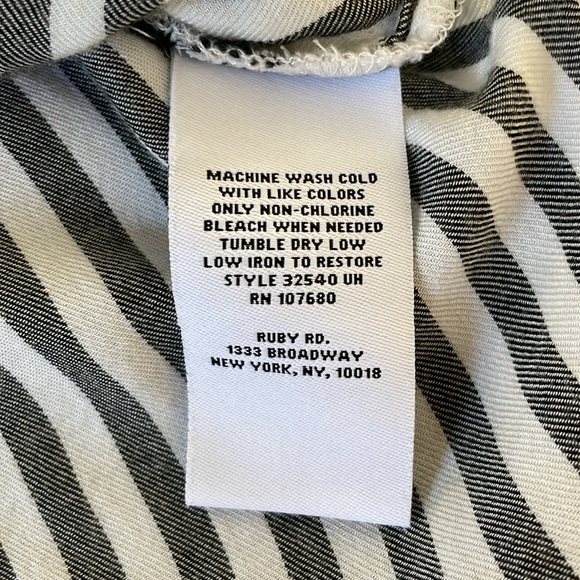 MACHINE WASH COLD
WITH LIKE COLORS
ONLY NON-CHLORINE
BLEACH WHEN NEEDED
TUMBLE DRY LOW
LOW IRON TO RESTORE
STYLE 32540 UH
RN 107680
RUBY RD.
1333 BROADWAY
NEW YORK, NY, 10018